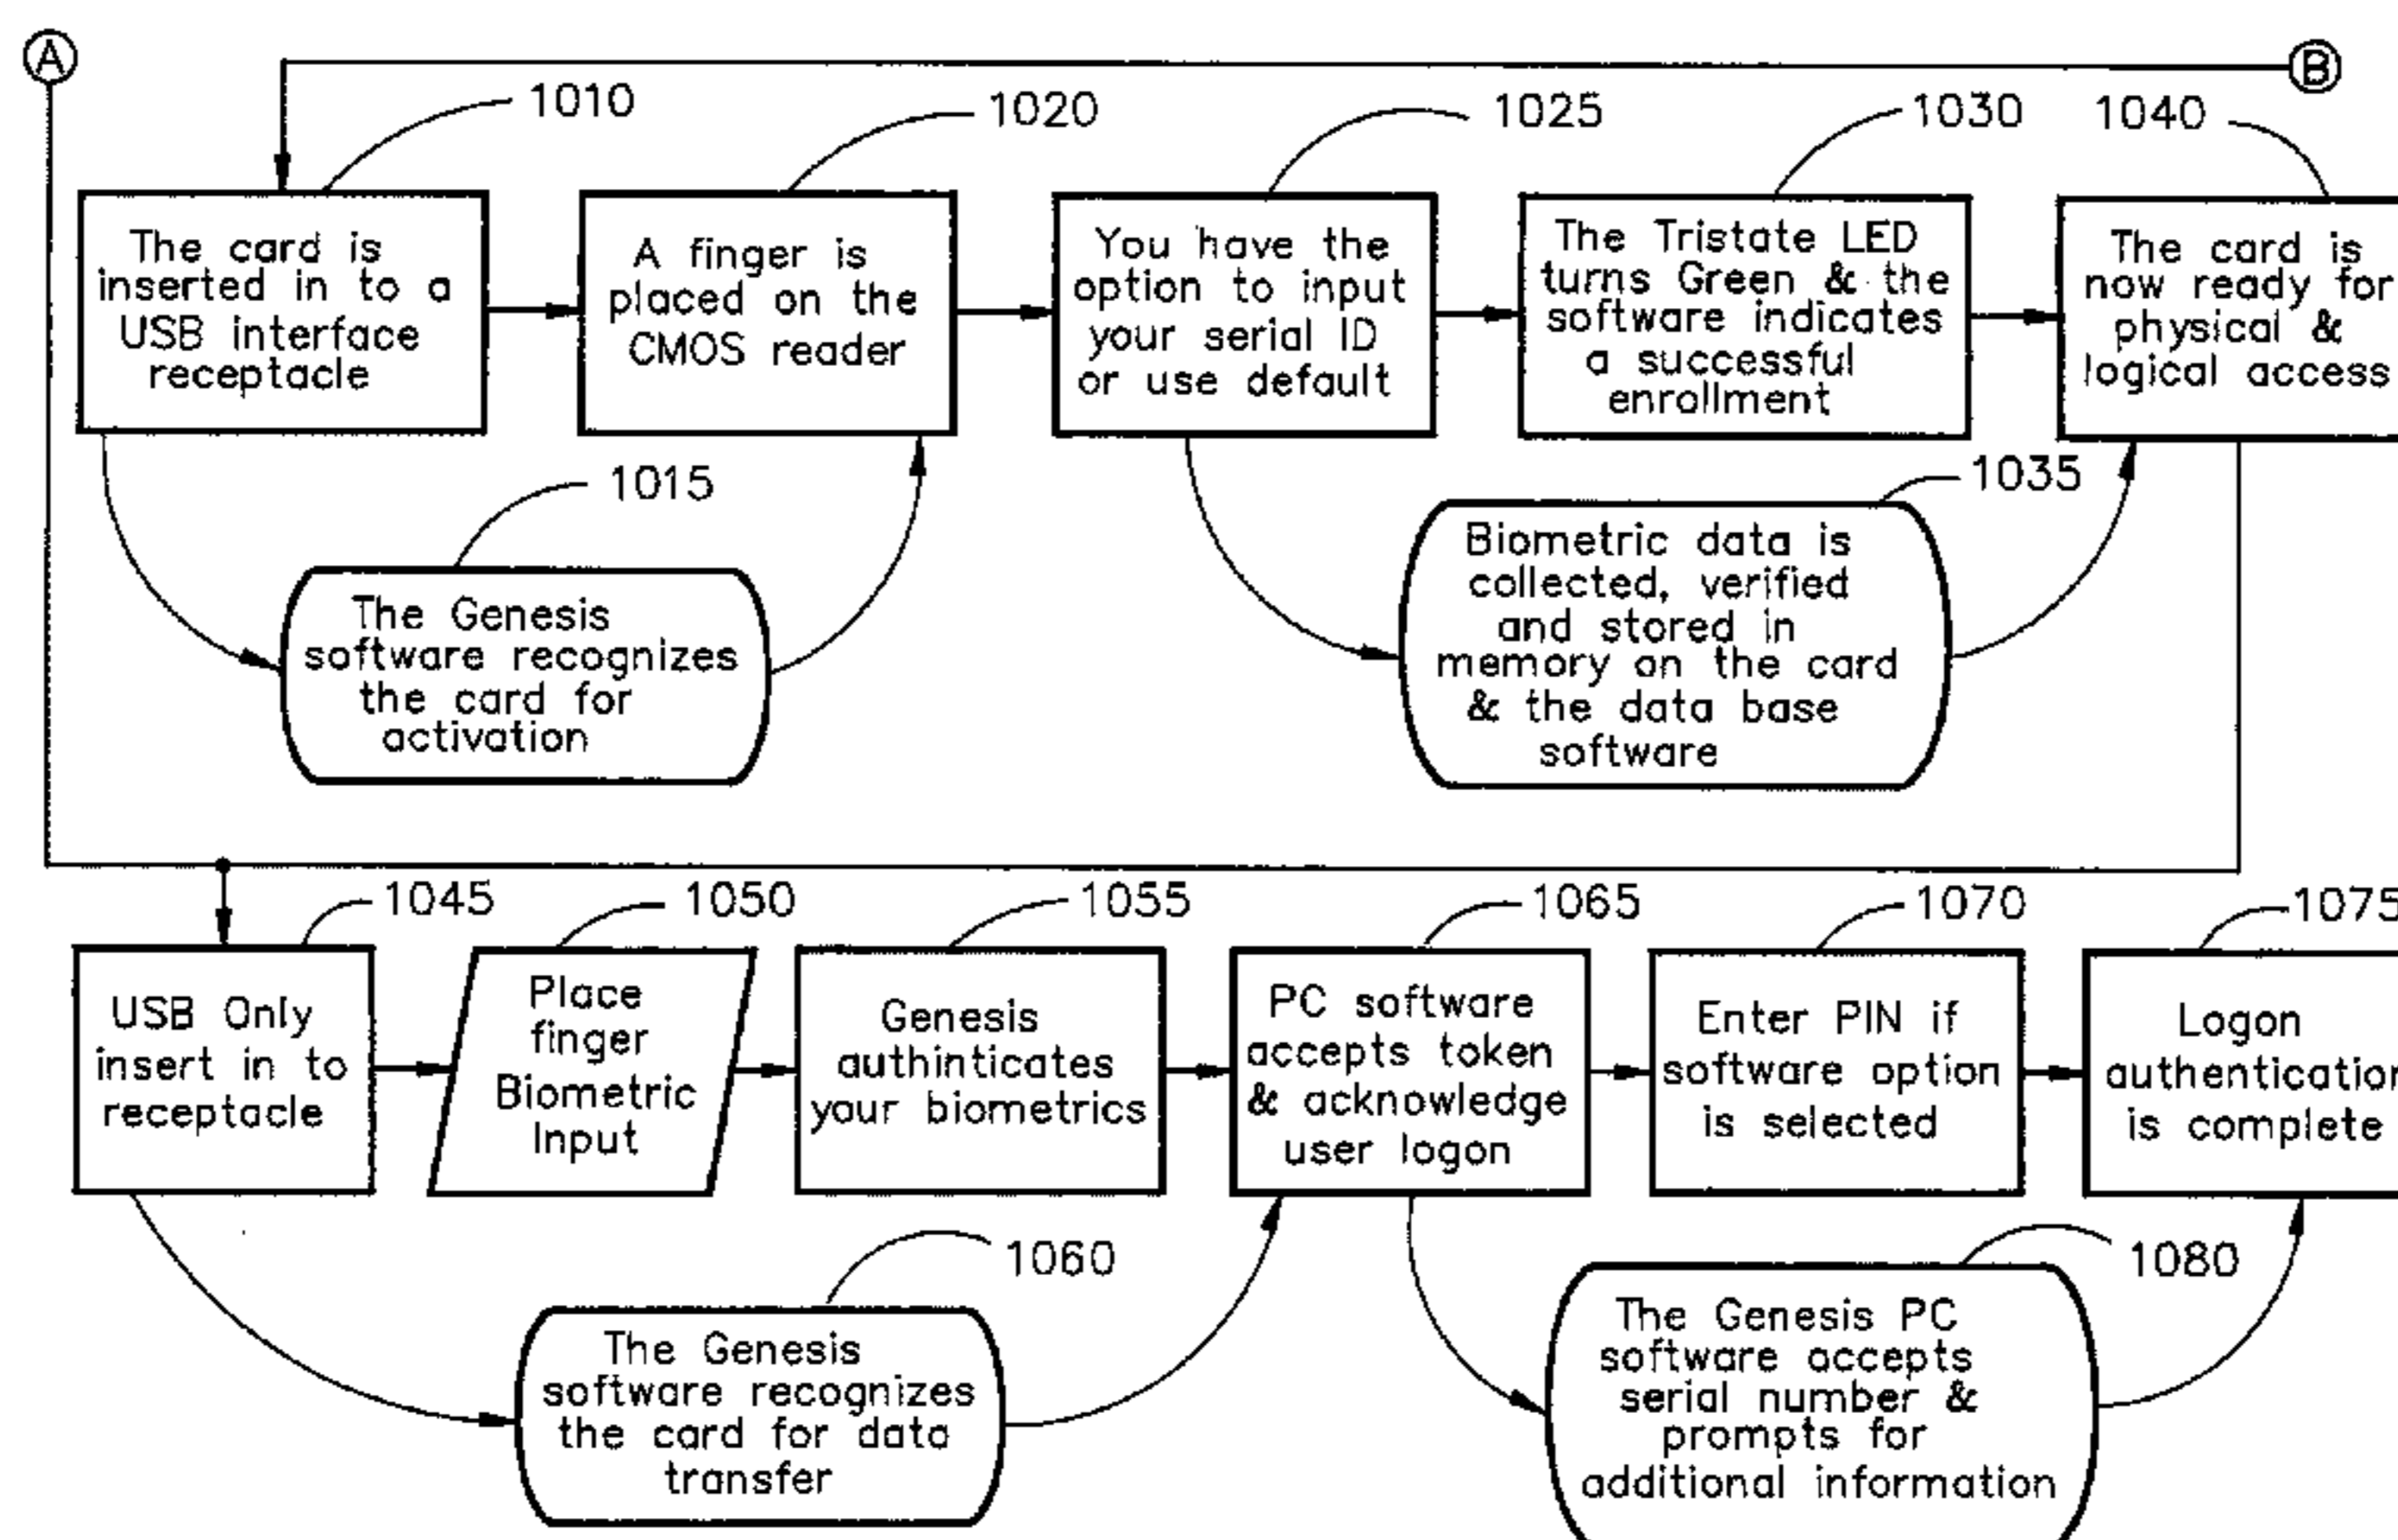 A
B
1010
1020
1025
1030
1040
The card is
inserted in to a
USB interface
receptacle
A finger is
placed on the
CMOS reader
You have the
option to input
your serial ID
or use default
The Tristate LED
turns Green & the
software indicates
a successful
enrollment
The card is
now ready for
physical &
logical access
1015
The Genesis
software recognizes
the card for
activation
1035
Biometric data is
collected, verified
and stored in
memory on the card
& the data base
software
1045
1050
1055
1065
1070
1075
USB Only
insert in to
receptacle
Place
finger
Biometric
Input
Genesis
authinticates
your biometrics
PC software
accepts token
& acknowledge
user logon
Enter PIN if
software option
is selected
Logon
authentication
is complete
1060
The Genesis
software recognizes
the card for data
transfer
1080
The Genesis PC
software accepts
serial number &
prompts for
additional information